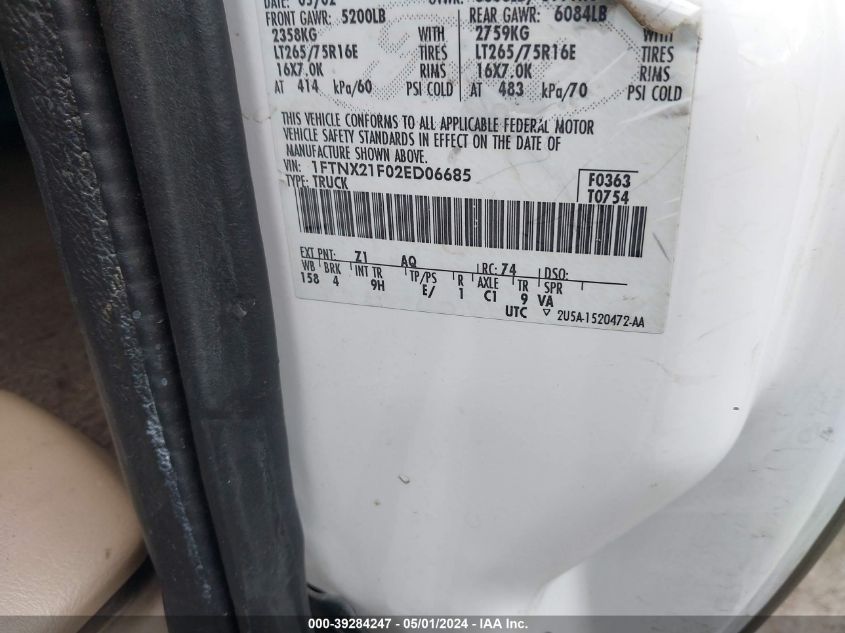 DATE: 05/02
FRONT GAWR: 5200LB REAR GAWR: 6084LB
2358KG WITH 2759KG WITH
LT265/75R16E TIRES LT265/75R16E TIRES
16X7.0K RIMS 16X7.0K RIMS
AT 414 kPa/60 PSI COLD AT 483 kPa/70 PSI COLD
THIS VEHICLE CONFORMS TO ALL APPLICABLE FEDERAL MOTOR
VEHICLE SAFETY STANDARDS IN EFFECT ON THE DATE OF
MANUFACTURE SHOWN ABOVE.
VIN: 1FTNX21F02ED06685
TYPE: TRUCK
F0363
T0754
EXT PNT: Z1 AQ RC: 74 DSO:
WB BRK INT TR TP/PS R AXLE TR SPR
158 4 9H E/ 1 C1 9 VA
UTC ▽ 2U5A-1520472-AA
000-39284247 - 05/01/2024 - IAA Inc.